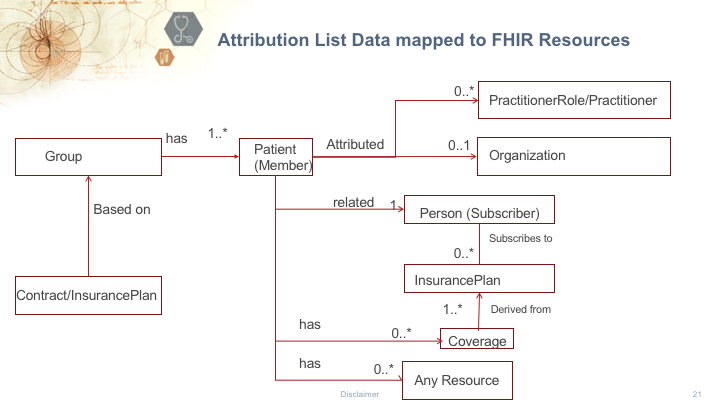 Attribution List Data mapped to FHIR Resources
0..*
PractitionerRole/Practitioner
has
1..*
Group
Patient
(Member)
Attributed
0..1
Organization
Based on
related
1
Person (Subscriber)
Subscribes to
0..*
InsurancePlan
Contract/InsurancePlan
1..*
Derived from
has
0..*
Coverage
has
0..*
Any Resource
Disclaimer
21